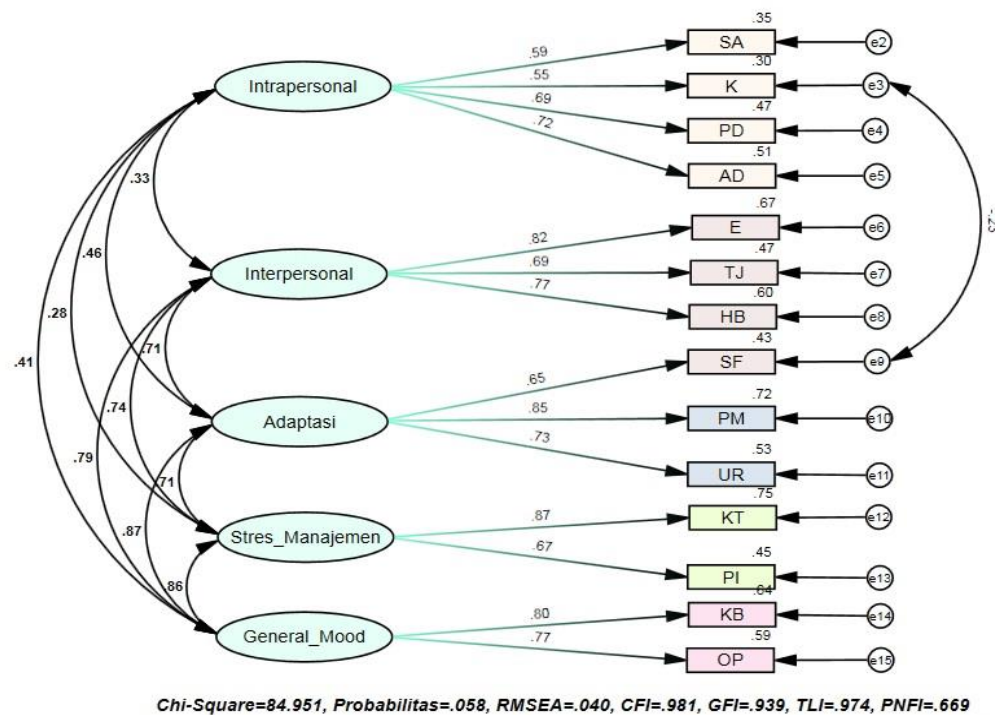 .35
.59
SA
e2
.30
Intrapersonal
.55
K
e3
.69
.47
PD
e4
.72
.51
AD
e5
.33
.67
.82
E
e6
-.23
.46
.47
Interpersonal
.69
TJ
e7
.77
.60
HB
e8
.28
.43
.41
.71
.65
SF
e9
.74
.72
Adaptasi
.85
PM
e10
.79
.73
.53
UR
e11
.71
.75
.87
.87
KT
e12
Stres_Manajemen
.67
.45
PI
e13
.86
.64
.80
KB
e14
General_Mood
.77
.59
OP
e15
Chi-Square=84.951, Probabilitas=.058, RMSEA=.040, CFI=.981, GFI=.939, TLI=.974, PNFI=.669